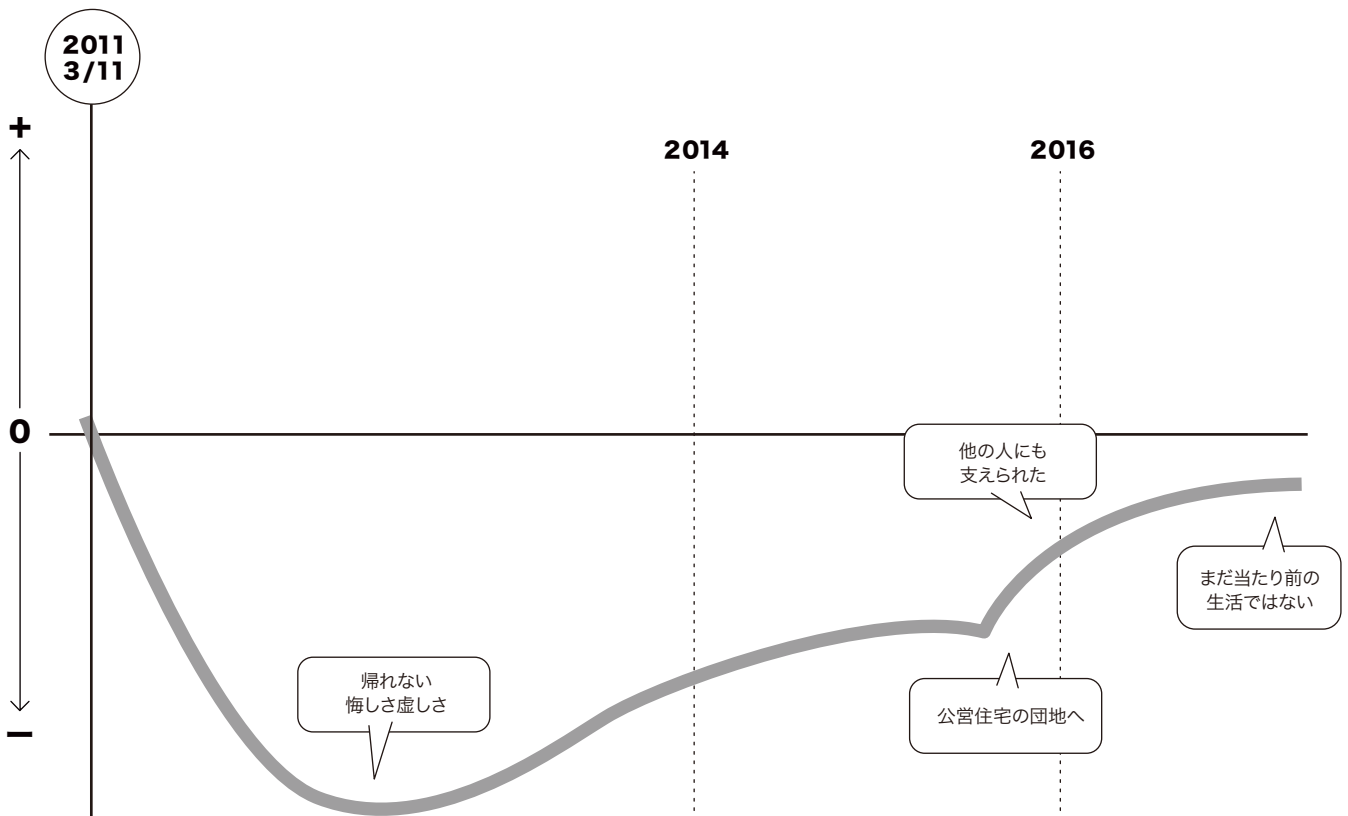 2011
3/11
+
2014
2016
0
他の人にも
支えられた
まだ当たり前の
生活ではない
帰れない
悔しさ虚しさ
公営住宅の団地へ
−